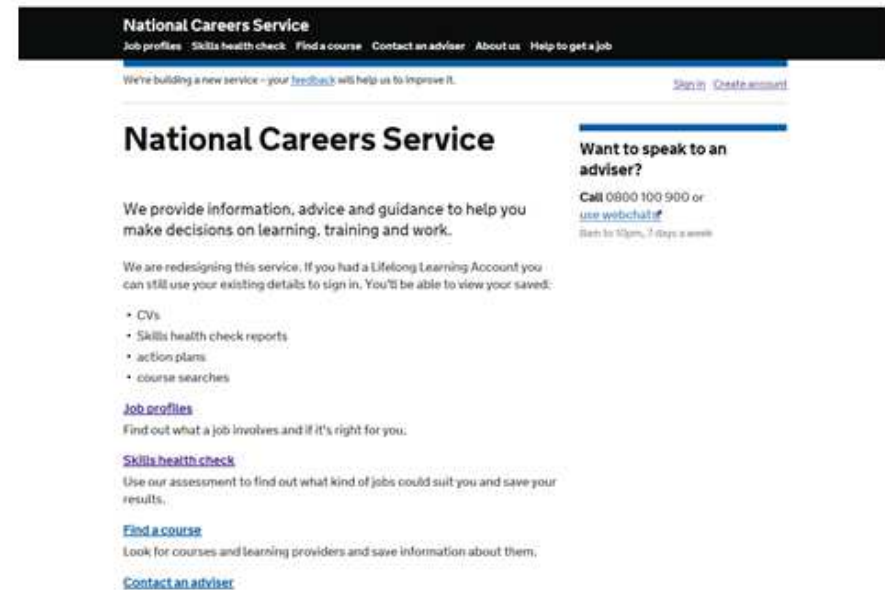 National Careers Service
Job profiles Skills health check Find a course Contact an adviser About us Help to get a job
We're building a new service – your feedback will help us to improve it.
Sign in Create account
National Careers Service
We provide information, advice and guidance to help you
make decisions on learning, training and work.
We are redesigning this service. If you had a Lifelong Learning Account you
can still use your existing details to sign in. You'll be able to view your saved:
• CVs
• Skills health check reports
• action plans
• course searches
Job profiles
Find out what a job involves and if it's right for you.
Skills health check
Use our assessment to find out what kind of jobs could suit you and save your
results.
Find a course
Look for courses and learning providers and save information about them.
Contact an adviser
Want to speak to an
adviser?
Call 0800 100 900 or
use webchat
8am to 10pm, 7 days a week